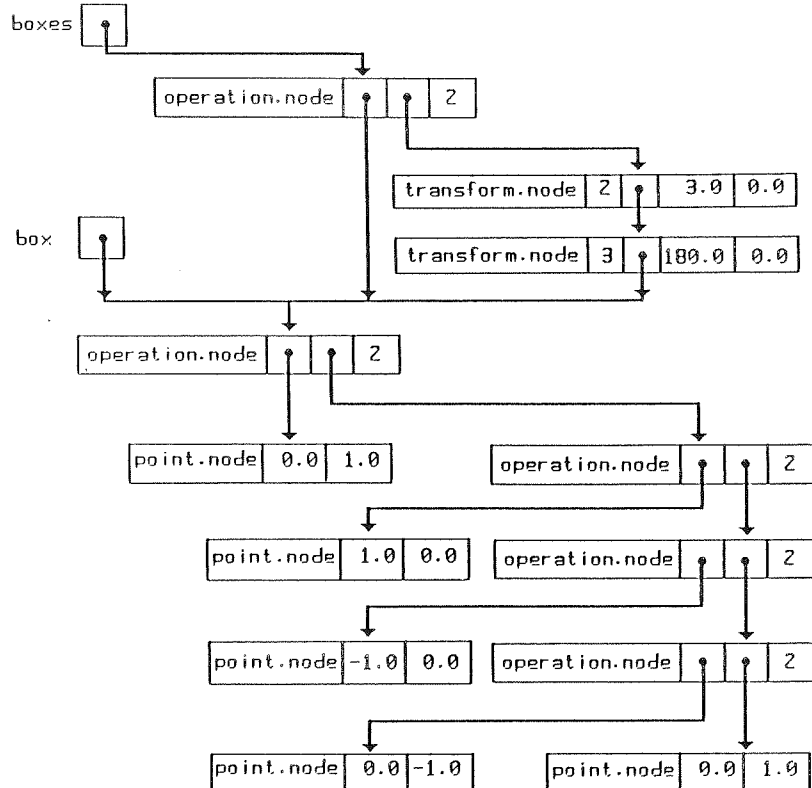 boxes
operation.node 2
transform.node 2 3.0 0.0
box
transform.node 3 180.0 0.0
operation.node 2
point.node 0.0 1.0
operation.node 2
point.node 1.0 0.0
operation.node 2
point.node -1.0 0.0
operation.node 2
point.node 0.0 -1.0
point.node 0.0 1.0